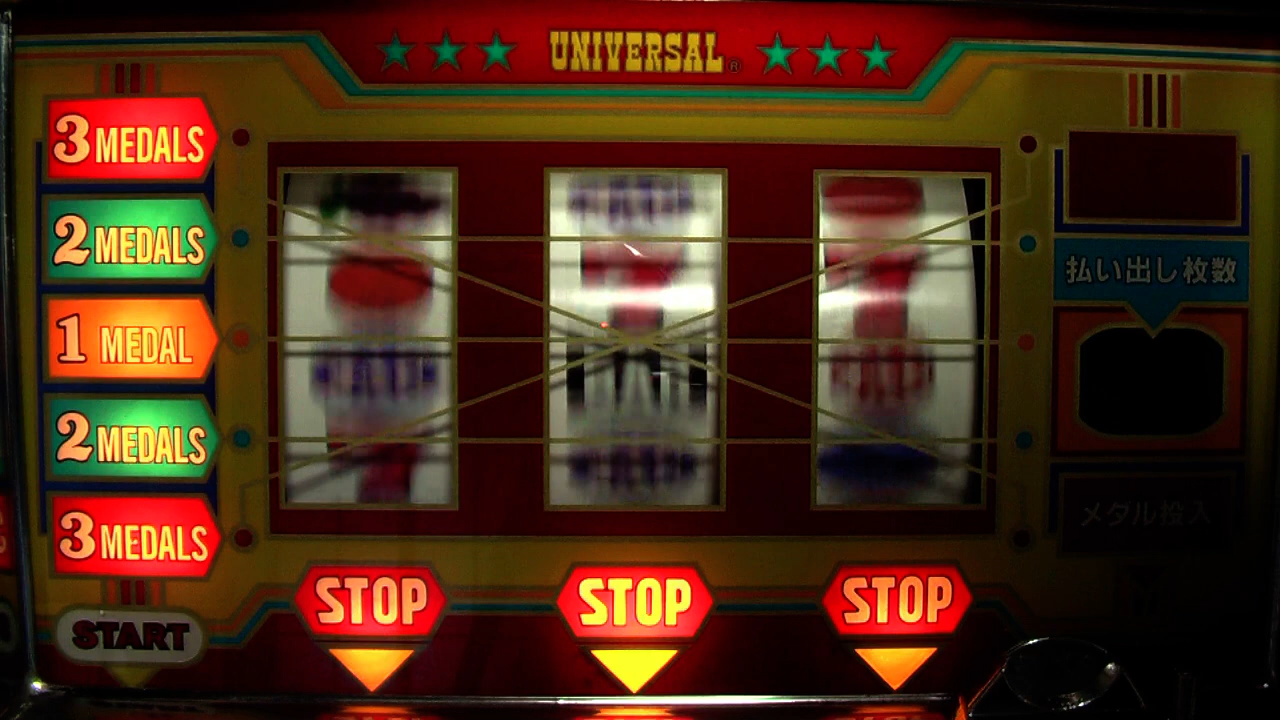 UNIVERSAL®
3 MEDALS
2 MEDALS
1 MEDAL
2 MEDALS
3 MEDALS
払い出し枚数
メダル投入
START
STOP
STOP
STOP